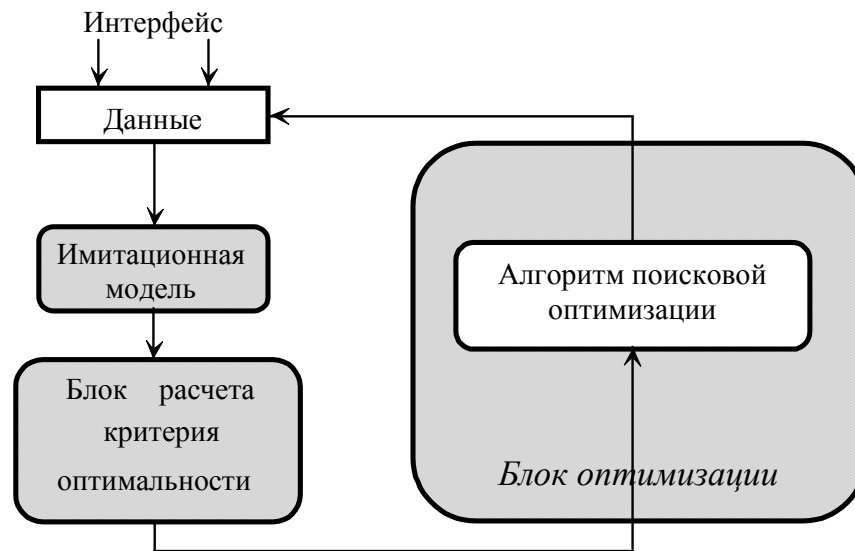 Интерфейс
Данные
Имитационная
модель
Блок расчета
критерия
оптимальности
Алгоритм поисковой
оптимизации
Блок оптимизации